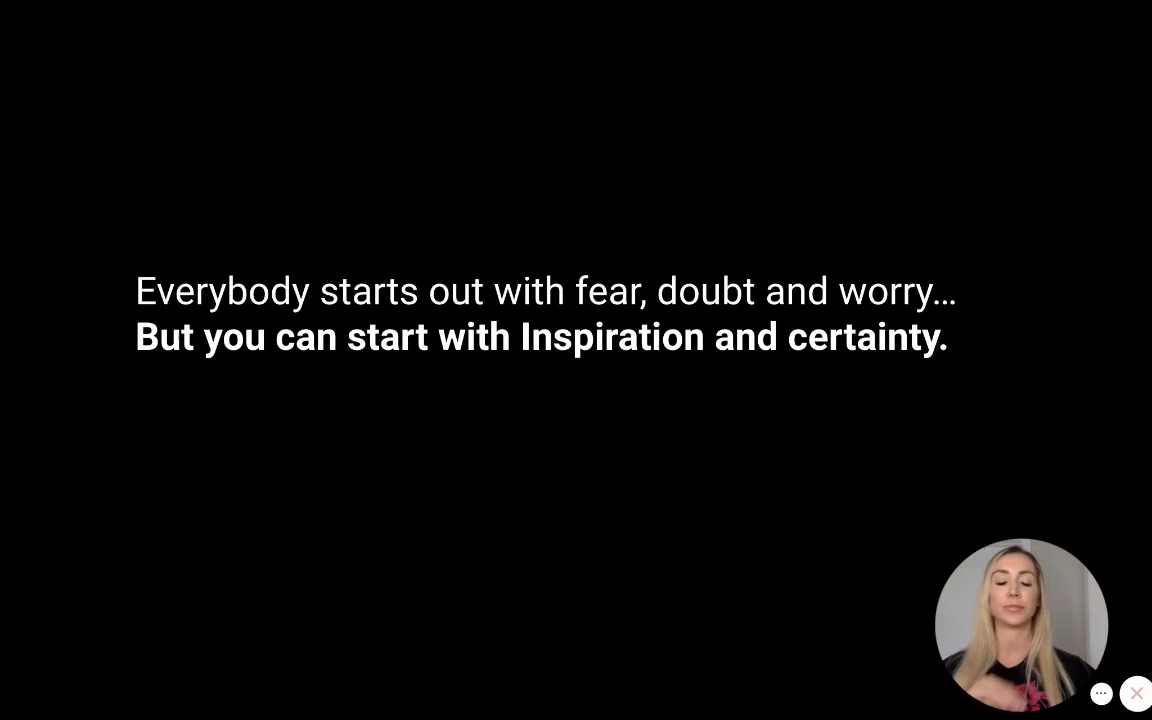 Everybody starts out with fear, doubt and worry…
But you can start with Inspiration and certainty.